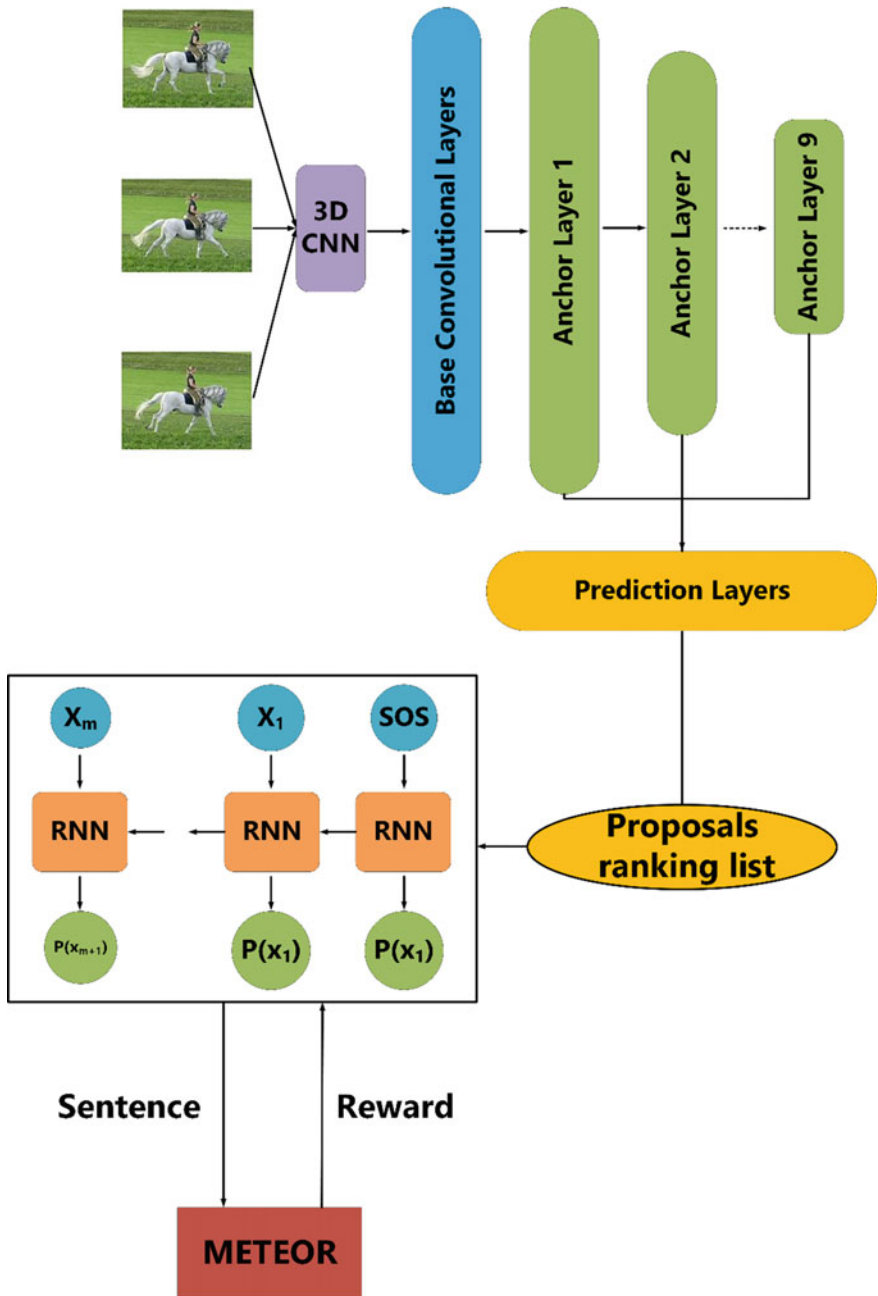 3D
CNN
Base Convolutional Layers
Anchor Layer 1
Anchor Layer 2
Anchor Layer 9
Prediction Layers
Xm
X1
SOS
RNN
RNN
RNN
Proposals
ranking list
P(xm+1)
P(x1)
P(x1)
Sentence
Reward
METEOR